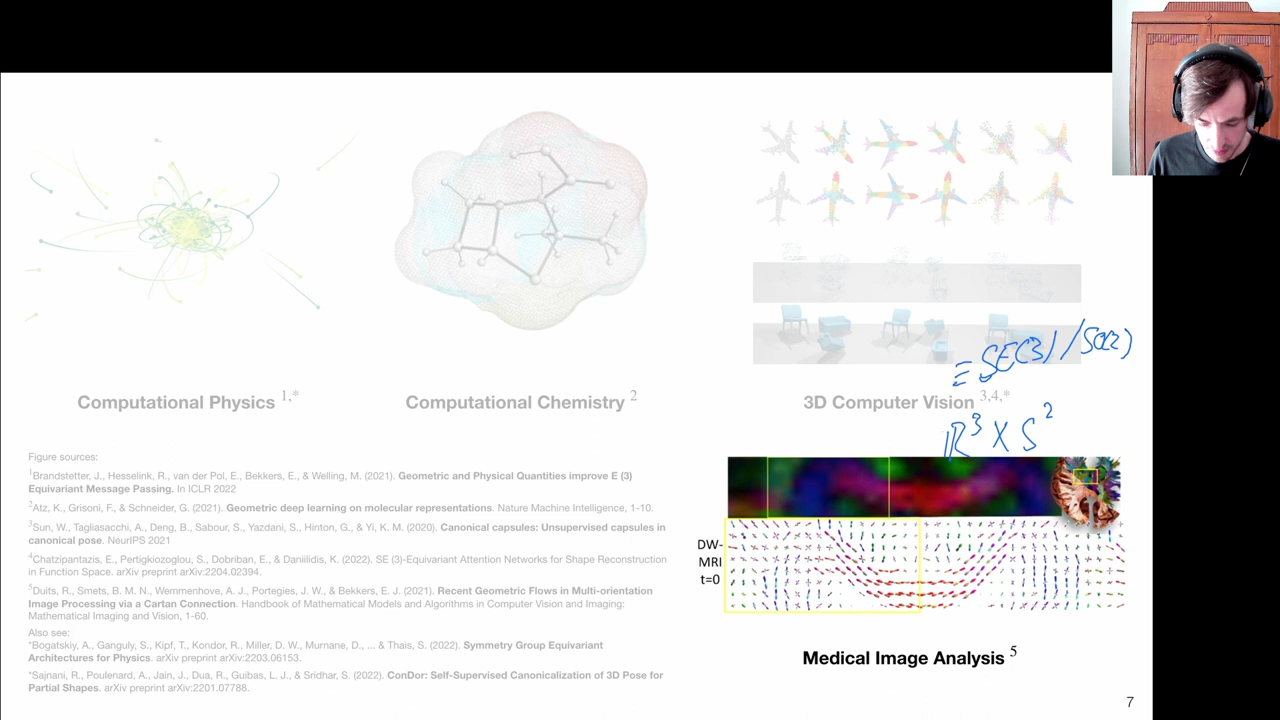 Computational Physics 1,*
Computational Chemistry 2
3D Computer Vision 3,4,*
≡ SE(3) / SO(2)
ℝ³ × S²
DW-
MRI
t=0
Medical Image Analysis 5
Figure sources:
1Brandstetter, J., Hesselink, R., van der Pol, E., Bekkers, E., & Welling, M. (2021). Geometric and Physical Quantities improve E (3)
Equivariant Message Passing. In ICLR 2022
2Atz, K., Grisoni, F., & Schneider, G. (2021). Geometric deep learning on molecular representations. Nature Machine Intelligence, 1-10.
3Sun, W., Tagliasacchi, A., Deng, B., Sabour, S., Yazdani, S., Hinton, G., & Yi, K. M. (2020). Canonical capsules: Unsupervised capsules in
canonical pose. NeurIPS 2021
4Chatzipantazis, E., Pertigkiozoglou, S., Dobriban, E., & Daniilidis, K. (2022). SE (3)-Equivariant Attention Networks for Shape Reconstruction
in Function Space. arXiv preprint arXiv:2204.02394.
5Duits, R., Smets, B. M. N., Wemmenhove, A. J., Portegies, J. W., & Bekkers, E. J. (2021). Recent Geometric Flows in Multi-orientation
Image Processing via a Cartan Connection. Handbook of Mathematical Models and Algorithms in Computer Vision and Imaging:
Mathematical Imaging and Vision, 1-60.
Also see:
*Bogatskiy, A., Ganguly, S., Kipf, T., Kondor, R., Miller, D. W., Murnane, D., ... & Thais, S. (2022). Symmetry Group Equivariant
Architectures for Physics. arXiv preprint arXiv:2203.06153.
*Sajnani, R., Poulenard, A., Jain, J., Dua, R., Guibas, L. J., & Sridhar, S. (2022). ConDor: Self-Supervised Canonicalization of 3D Pose for
Partial Shapes. arXiv preprint arXiv:2201.07788.
7